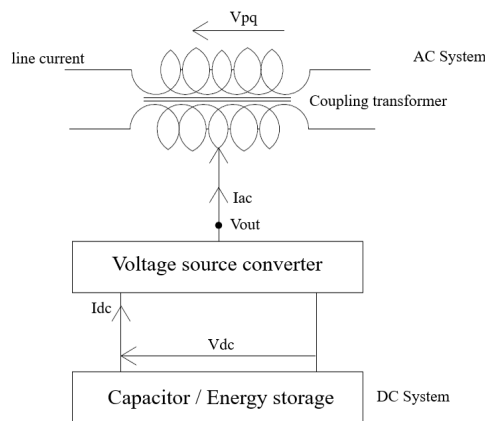 Vpq
line current
AC System
Coupling transformer
Iac
Vout
Voltage source converter
Idc
Vdc
Capacitor / Energy storage
DC System